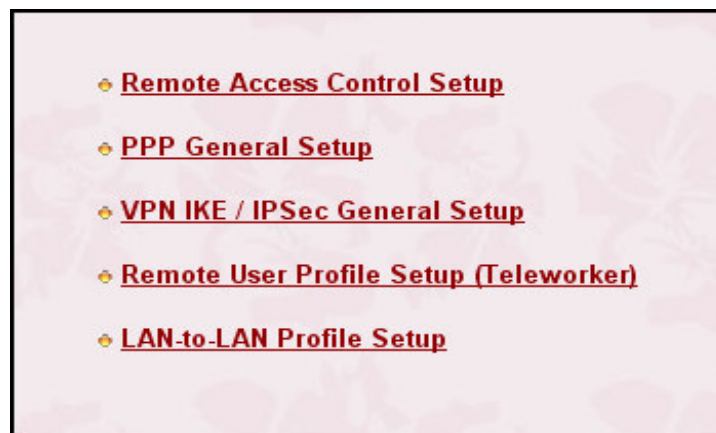 Remote Access Control Setup
PPP General Setup
VPN IKE / IPSec General Setup
Remote User Profile Setup (Teleworker)
LAN-to-LAN Profile Setup